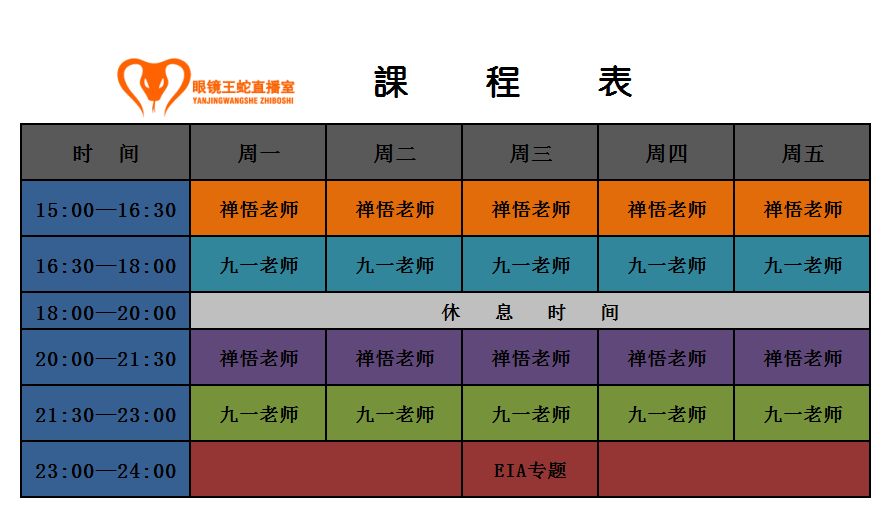 眼镜王蛇直播室
YANJINGWANGSHE ZHIBOSHI
課 程 表
时 间 周一 周二 周三 周四 周五
15:00—16:30 禅悟老师 禅悟老师 禅悟老师 禅悟老师 禅悟老师
16:30—18:00 九一老师 九一老师 九一老师 九一老师 九一老师
18:00—20:00 休 息 时 间
20:00—21:30 禅悟老师 禅悟老师 禅悟老师 禅悟老师 禅悟老师
21:30—23:00 九一老师 九一老师 九一老师 九一老师 九一老师
23:00—24:00 EIA专题